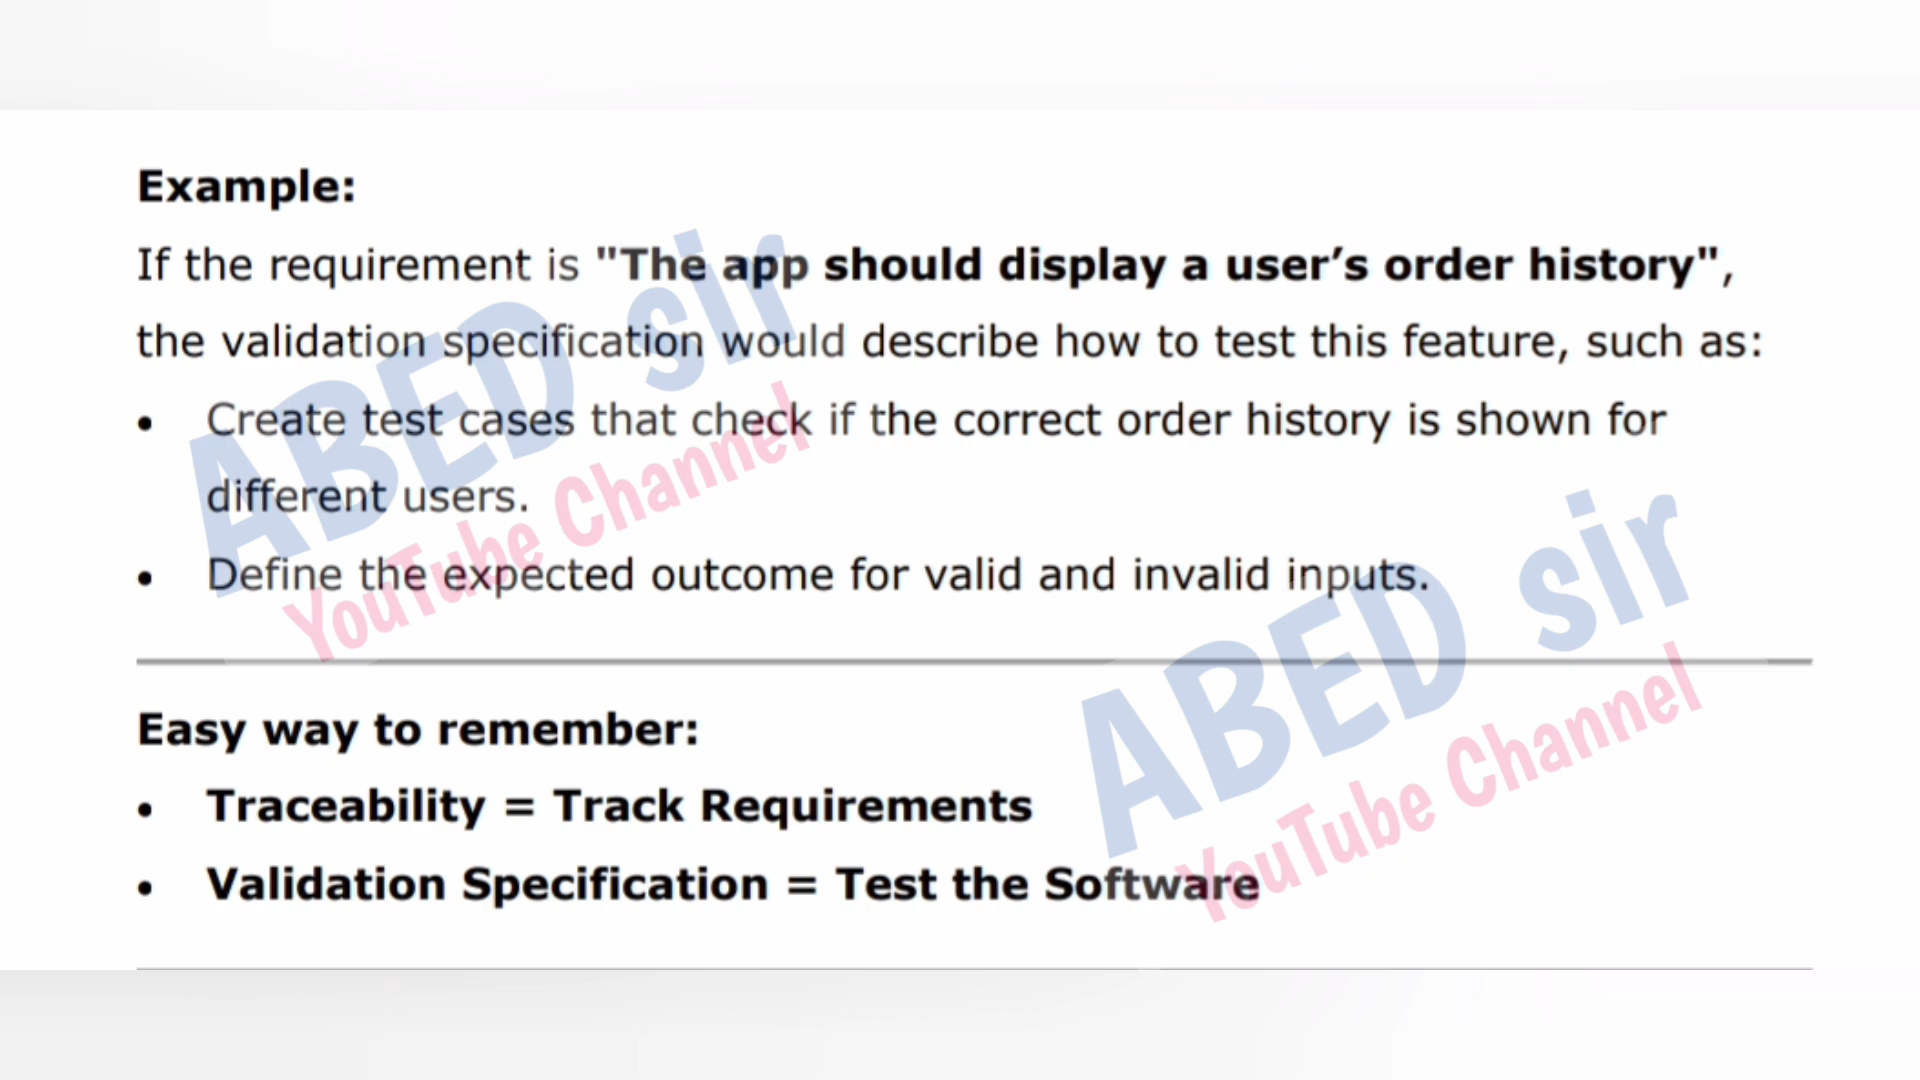 Example:
If the requirement is "The app should display a user’s order history",
the validation specification would describe how to test this feature, such as:
• Create test cases that check if the correct order history is shown for
different users.
• Define the expected outcome for valid and invalid inputs.
Easy way to remember:
• Traceability = Track Requirements
• Validation Specification = Test the Software
ABED sir
YouTube Channel
ABED sir
YouTube Channel